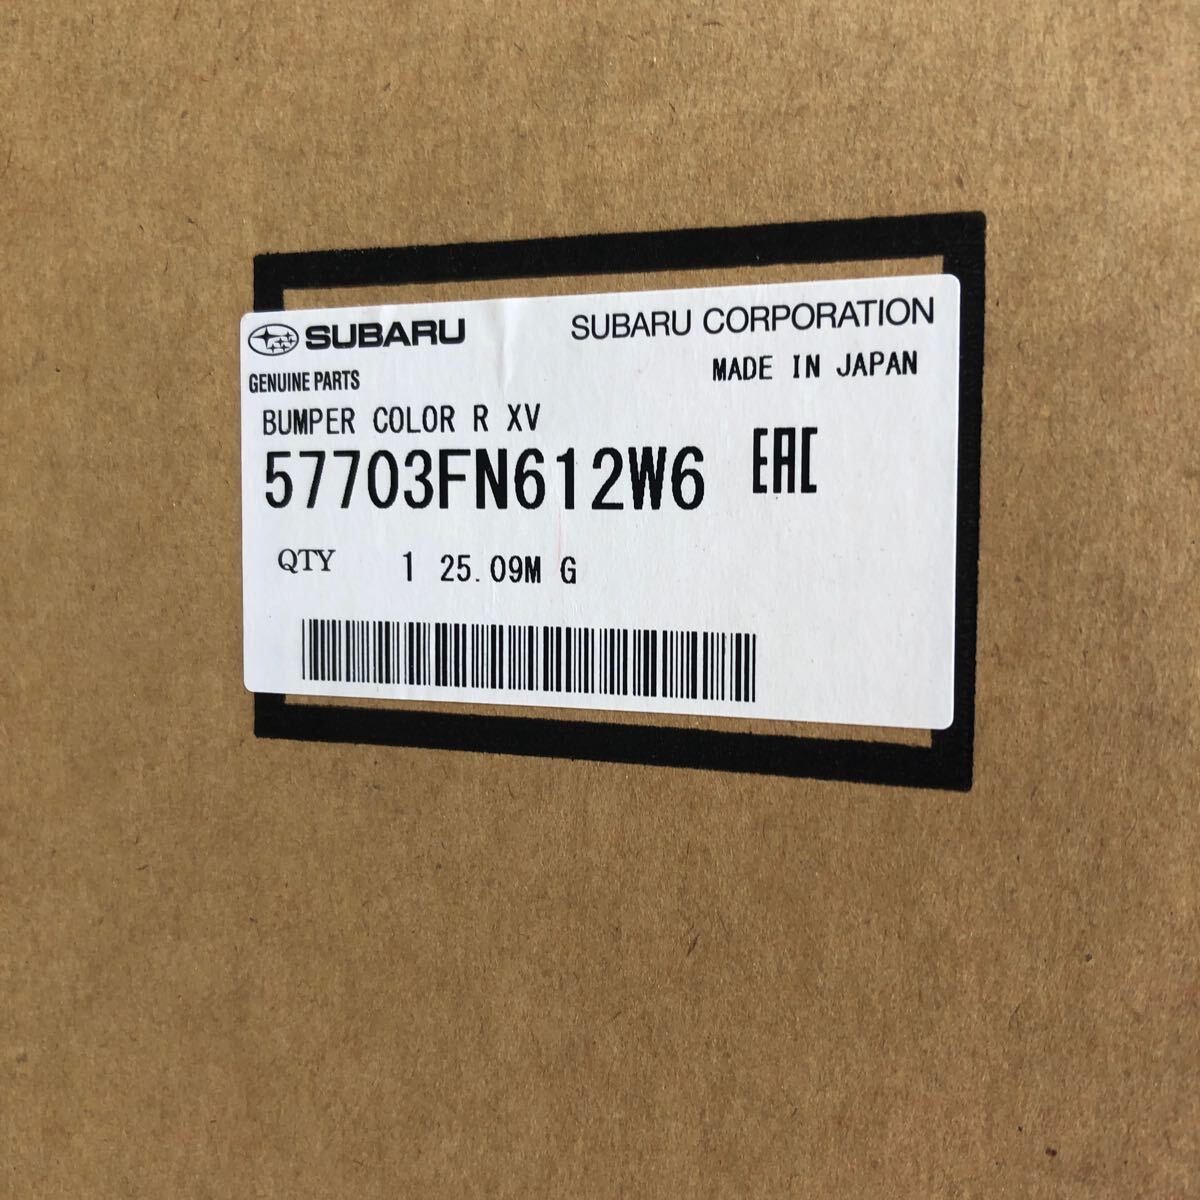 SUBARU SUBARU CORPORATION
GENUINE PARTS MADE IN JAPAN
BUMPER COLOR R XV
57703FN612W6 EAC
QTY 1 25.09M G